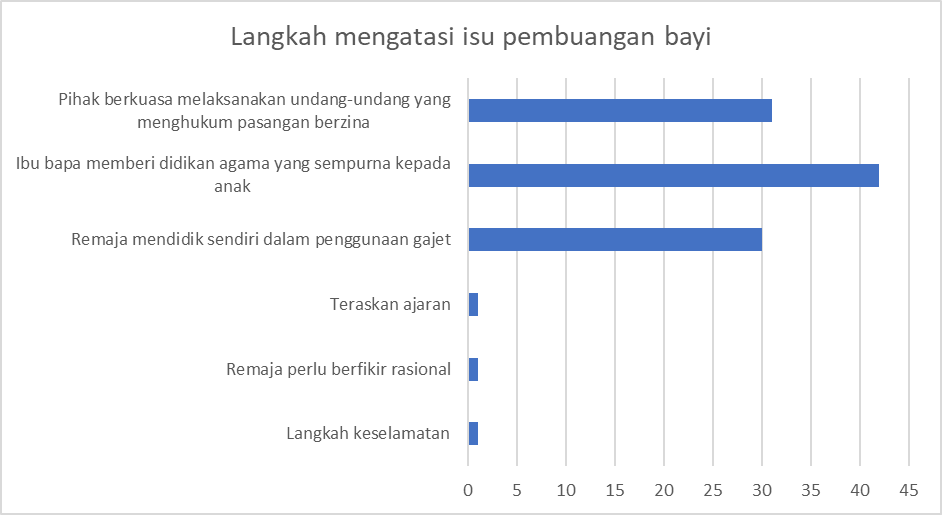 Langkah mengatasi isu pembuangan bayi
Pihak berkuasa melaksanakan undang-undang yang
menghukum pasangan berzina
Ibu bapa memberi didikan agama yang sempurna kepada
anak
Remaja mendidik sendiri dalam penggunaan gajet
Teraskan ajaran
Remaja perlu berfikir rasional
Langkah keselamatan
0 5 10 15 20 25 30 35 40 45